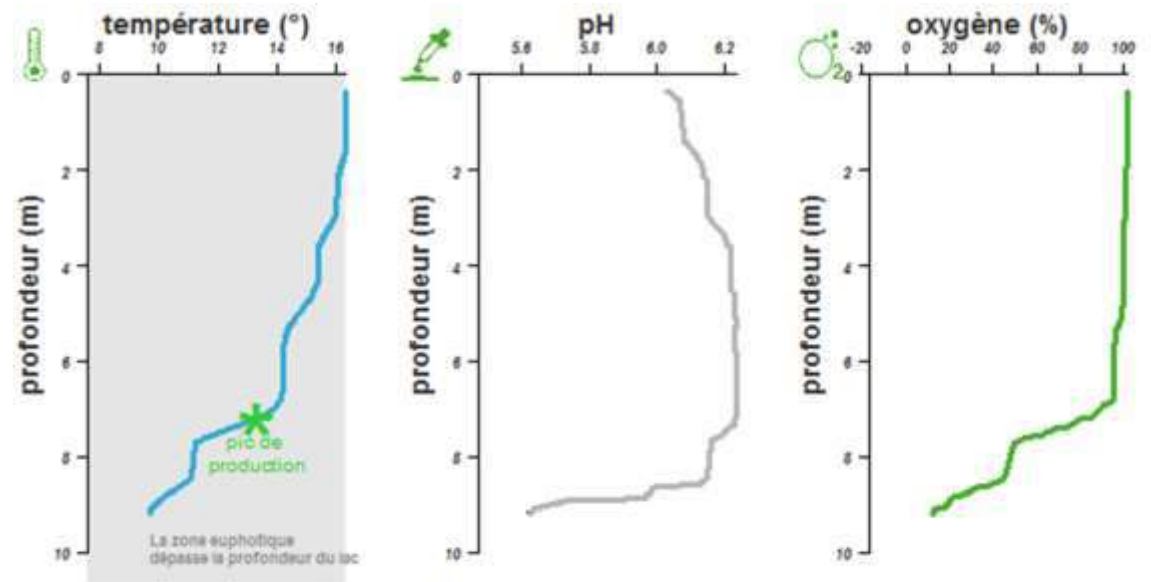 température (°)
8 10 12 14 16
0
2
4
6
8
10
profondeur (m)
pic de
production
La zone euphotique
dépasse la profondeur du lac
pH
5.6 5.8 6.0 6.2
0
2
4
6
8
10
profondeur (m)
oxygène (%)
2
-20 0 20 40 60 80 100
0
2
4
6
8
10
profondeur (m)